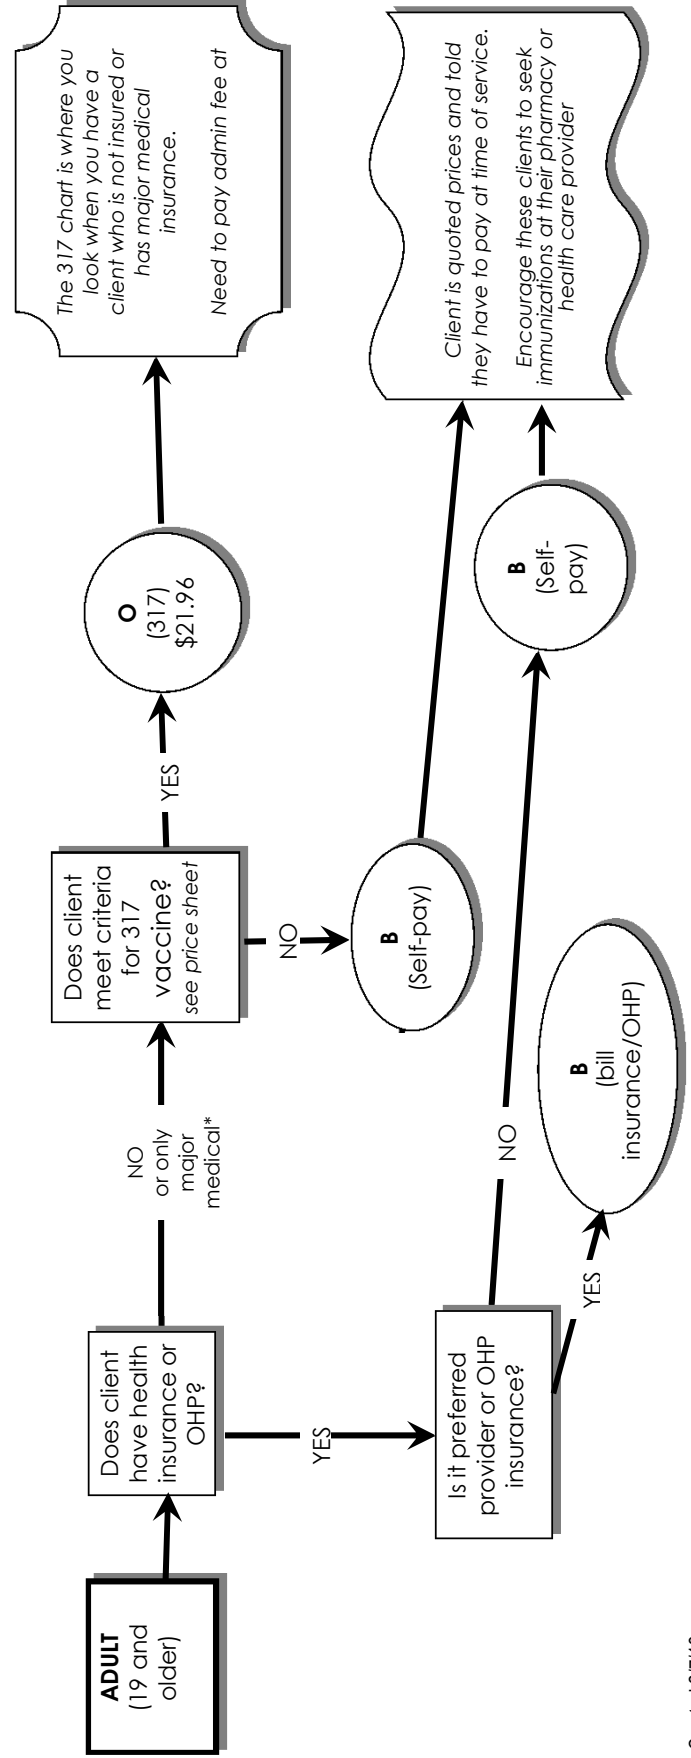 ADULT
(19 and
older)
Does client
have health
insurance or
OHP?
NO
or only
major
medical*
Does client
meet criteria
for 317
vaccine?
see price sheet
YES
O
(317)
$21.96
The 317 chart is where you
look when you have a
client who is not insured or
has major medical
insurance.
Need to pay admin fee at
NO
B
(Self-pay)
Client is quoted prices and told
they have to pay at time of service.
Encourage these clients to seek
immunizations at their pharmacy or
health care provider
YES
Is it preferred
provider or OHP
insurance?
NO
B
(Self-
pay)
YES
B
(bill
insurance/OHP)